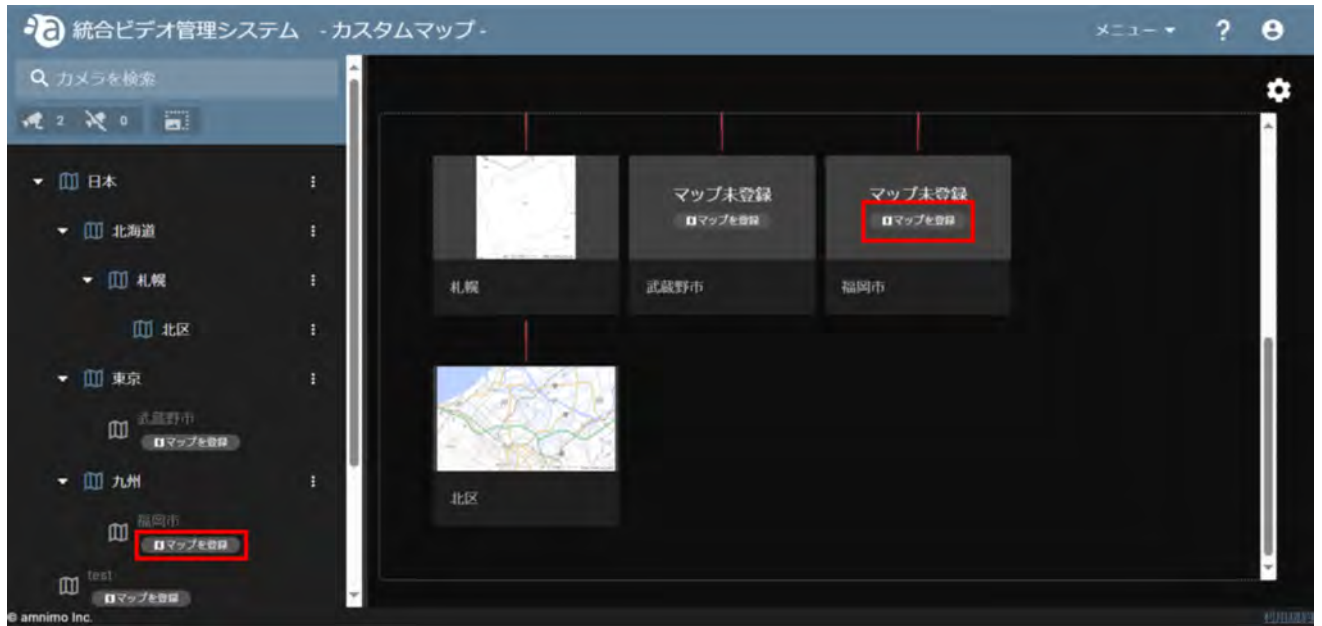 統合ビデオ管理システム - カスタムマップ -
メニュー
?
カメラを検索
2 0
日本
北海道
札幌
北区
東京
武蔵野市
マップを登録
九州
福岡市
マップを登録
test
マップを登録
マップ未登録
マップを登録
マップ未登録
マップを登録
札幌
武蔵野市
福岡市
北区
© amnimo Inc.
利用規約